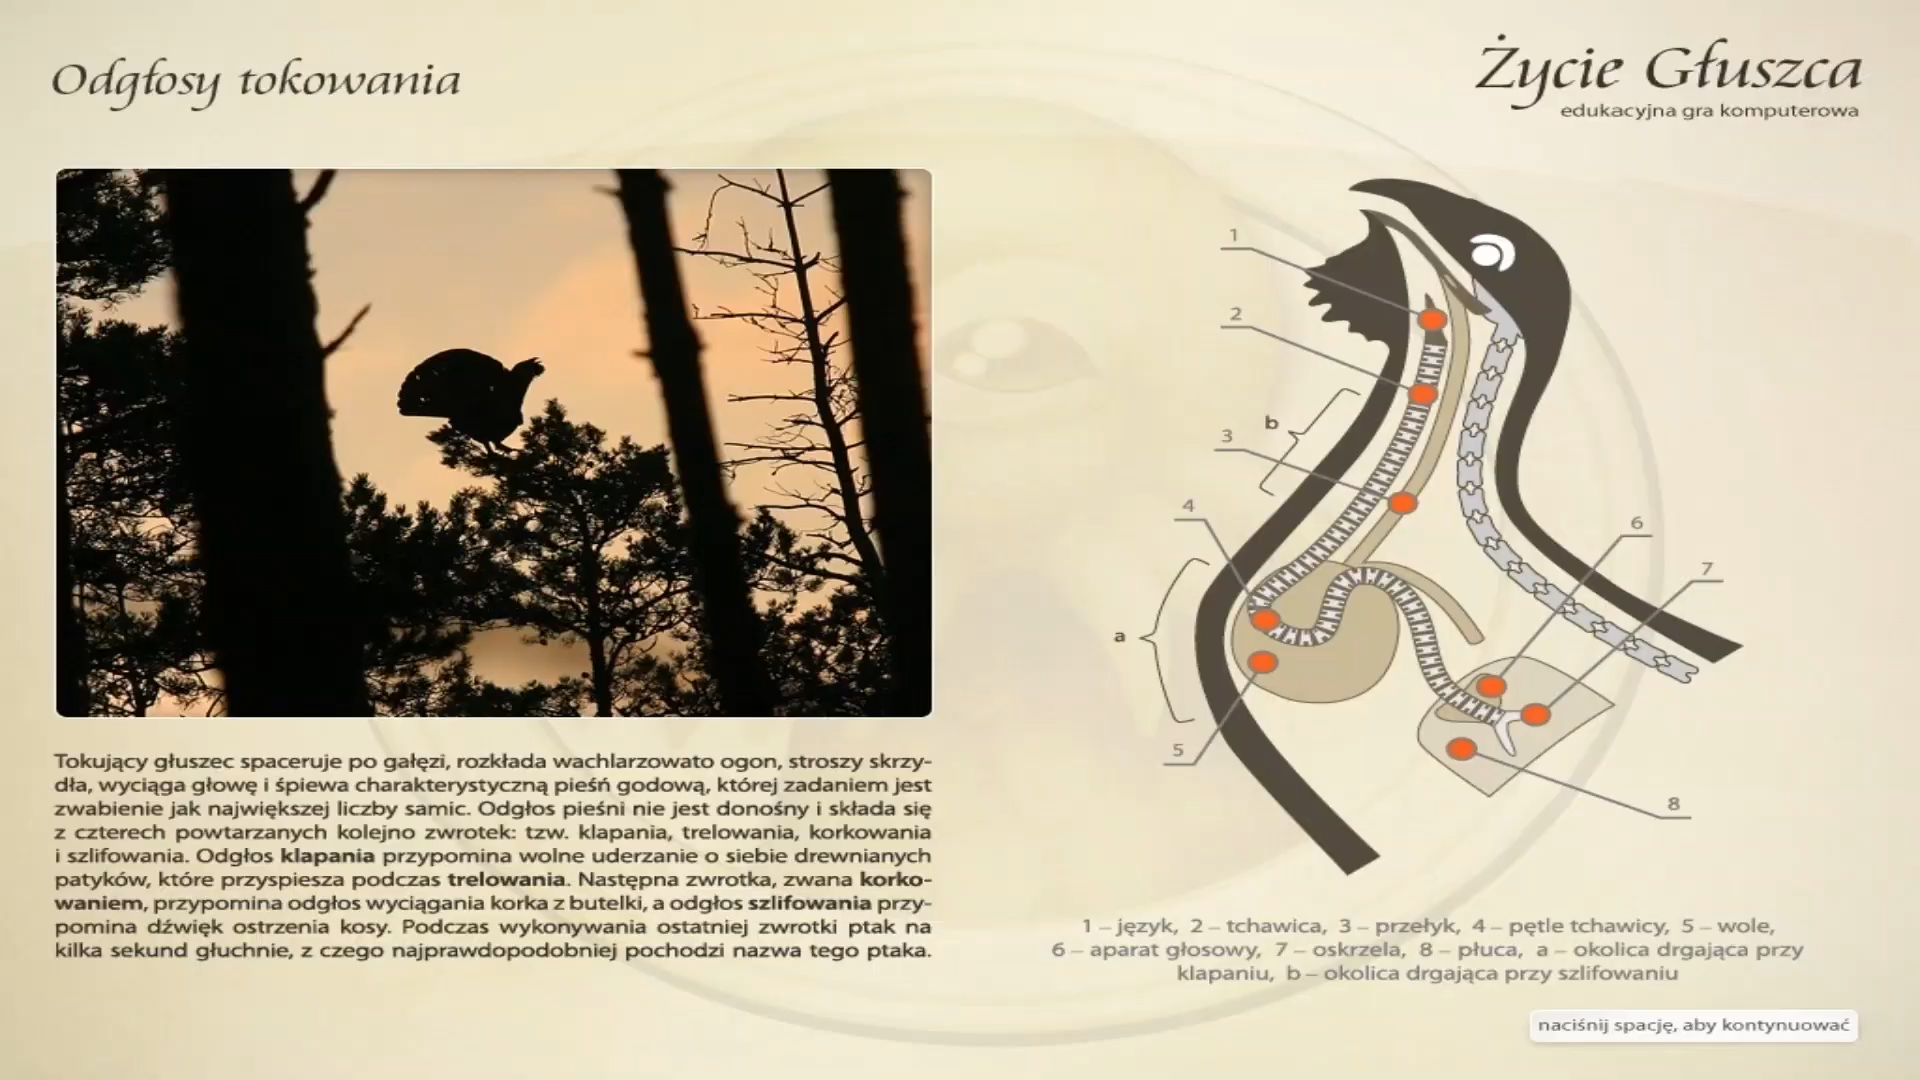 Odgłosy tokowania
Życie Głuszca
edukacyjna gra komputerowa
Tokujący głuszec spaceruje po gałęzi, rozkłada wachlarzowato ogon, stroszy skrzy-
dła, wyciąga głowę i śpiewa charakterystyczną pieśń godową, której zadaniem jest
zwabienie jak największej liczby samic. Odgłos pieśni nie jest donośny i składa się
z czterech powtarzanych kolejno zwrotek: tzw. klapania, trelowania, korkowania
i szlifowania. Odgłos klapania przypomina wolne uderzanie o siebie drewnianych
patyków, które przyspiesza podczas trelowania. Następna zwrotka, zwana korko-
waniem, przypomina odgłos wyciągania korka z butelki, a odgłos szlifowania przy-
pomina dźwięk ostrzenia kosy. Podczas wykonywania ostatniej zwrotki ptak na
kilka sekund głuchnie, z czego najprawdopodobniej pochodzi nazwa tego ptaka.
1
2
b
3
4
6
7
a
5
8
1 – język, 2 – tchawica, 3 – przełyk, 4 – pętle tchawicy, 5 – wole,
6 – aparat głosowy, 7 – oskrzela, 8 – płuca, a – okolica drgająca przy
klapaniu, b – okolica drgająca przy szlifowaniu
naciśnij spację, aby kontynuować